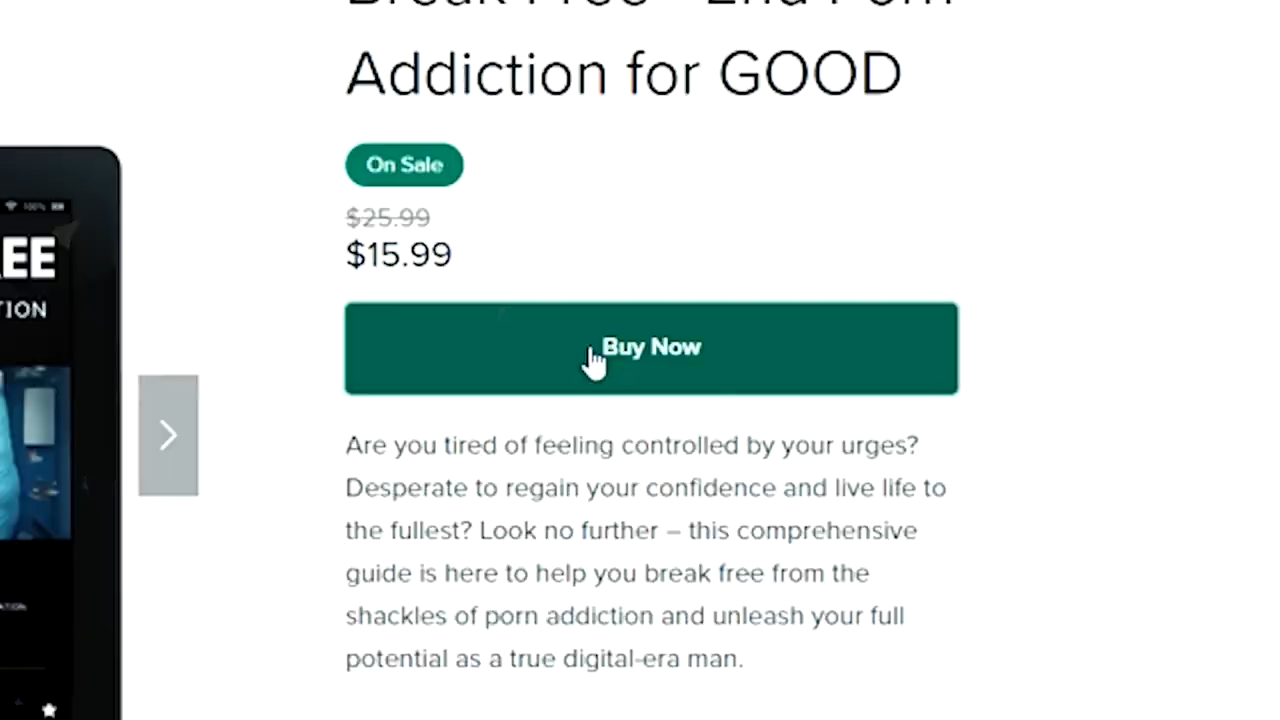 Addiction for GOOD
On Sale
$25.99
$15.99
Buy Now
Are you tired of feeling controlled by your urges?
Desperate to regain your confidence and live life to
the fullest? Look no further – this comprehensive
guide is here to help you break free from the
shackles of porn addiction and unleash your full
potential as a true digital-era man.
100%
EE
TION